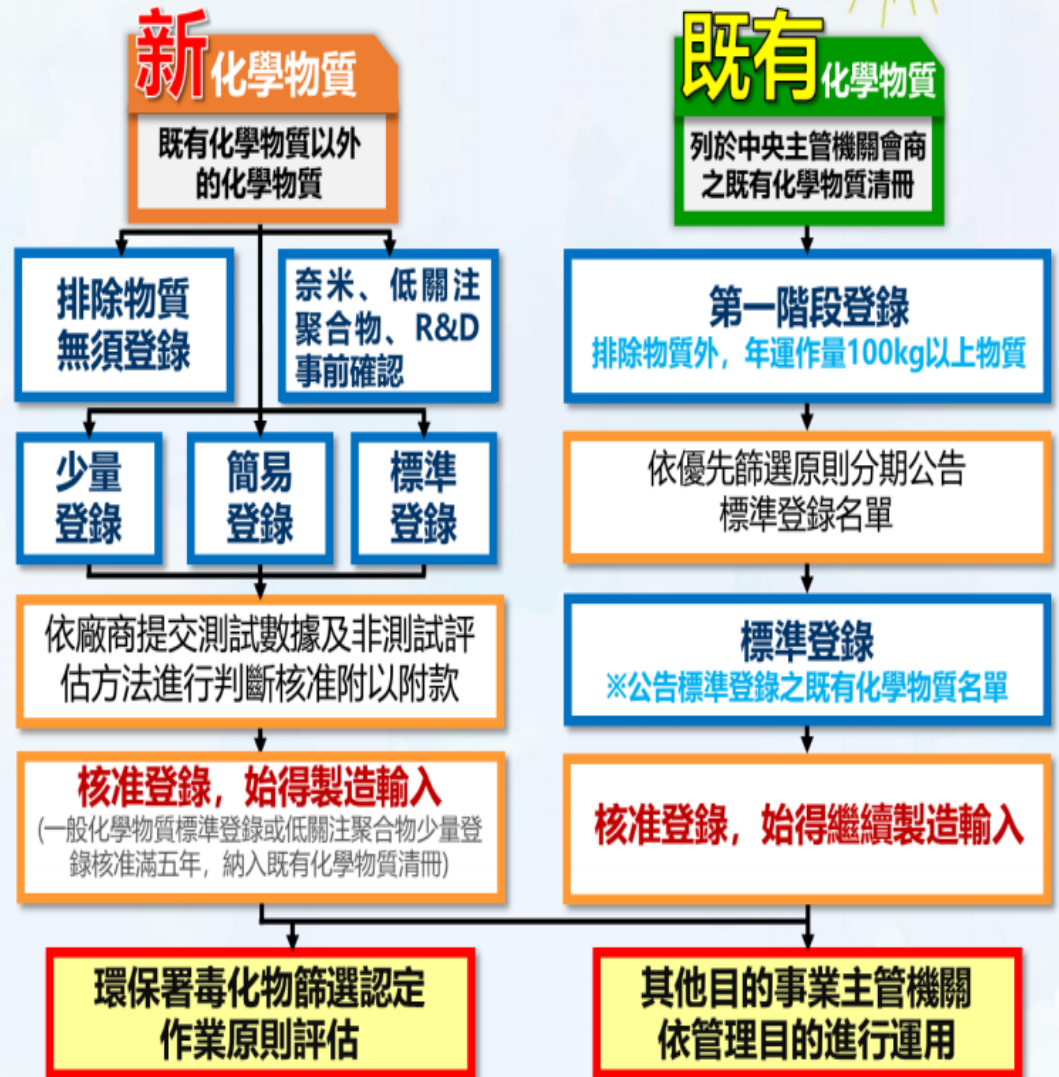 新化學物質
既有化學物質以外
的化學物質
排除物質
無須登錄
奈米、低關注
聚合物、R&D
事前確認
少量
登錄
簡易
登錄
標準
登錄
依廠商提交測試數據及非測試評
估方法進行判斷核准附以附款
核准登錄，始得製造輸入
(一般化學物質標準登錄或低關注聚合物少量登
錄核准滿五年，納入既有化學物質清冊)
既有化學物質
列於中央主管機關會商
之既有化學物質清冊
第一階段登錄
排除物質外，年運作量100kg以上物質
依優先篩選原則分期公告
標準登錄名單
標準登錄
※公告標準登錄之既有化學物質名單
核准登錄，始得繼續製造輸入
環保署毒化物篩選認定
作業原則評估
其他目的事業主管機關
依管理目的進行運用